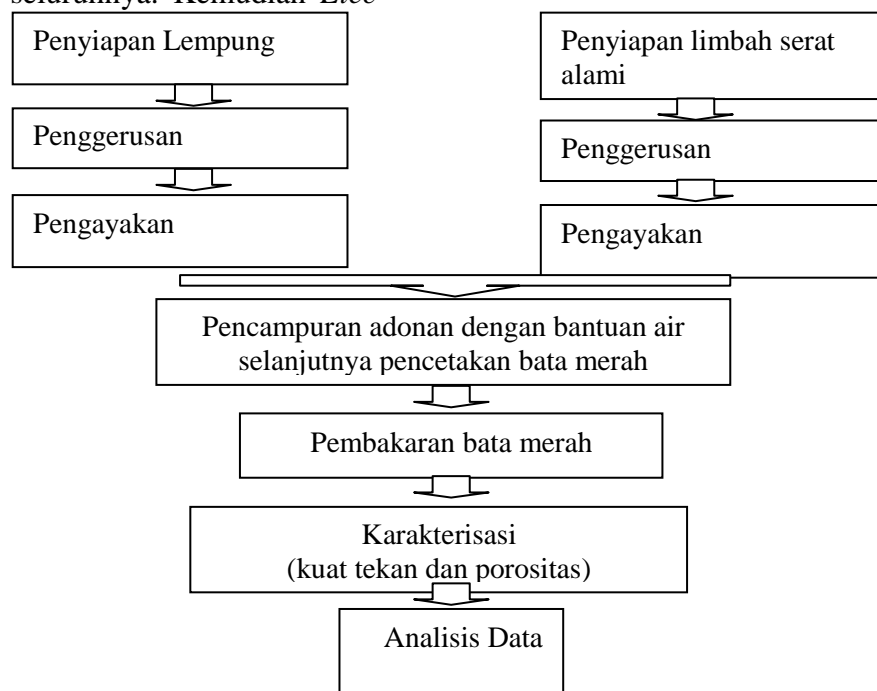 Penyiapan Lempung
Penggerusan
Pengayakan
Penyiapan limbah serat
alami
Penggerusan
Pengayakan
Pencampuran adonan dengan bantuan air
selanjutnya pencetakan bata merah
Pembakaran bata merah
Karakterisasi
(kuat tekan dan porositas)
Analisis Data